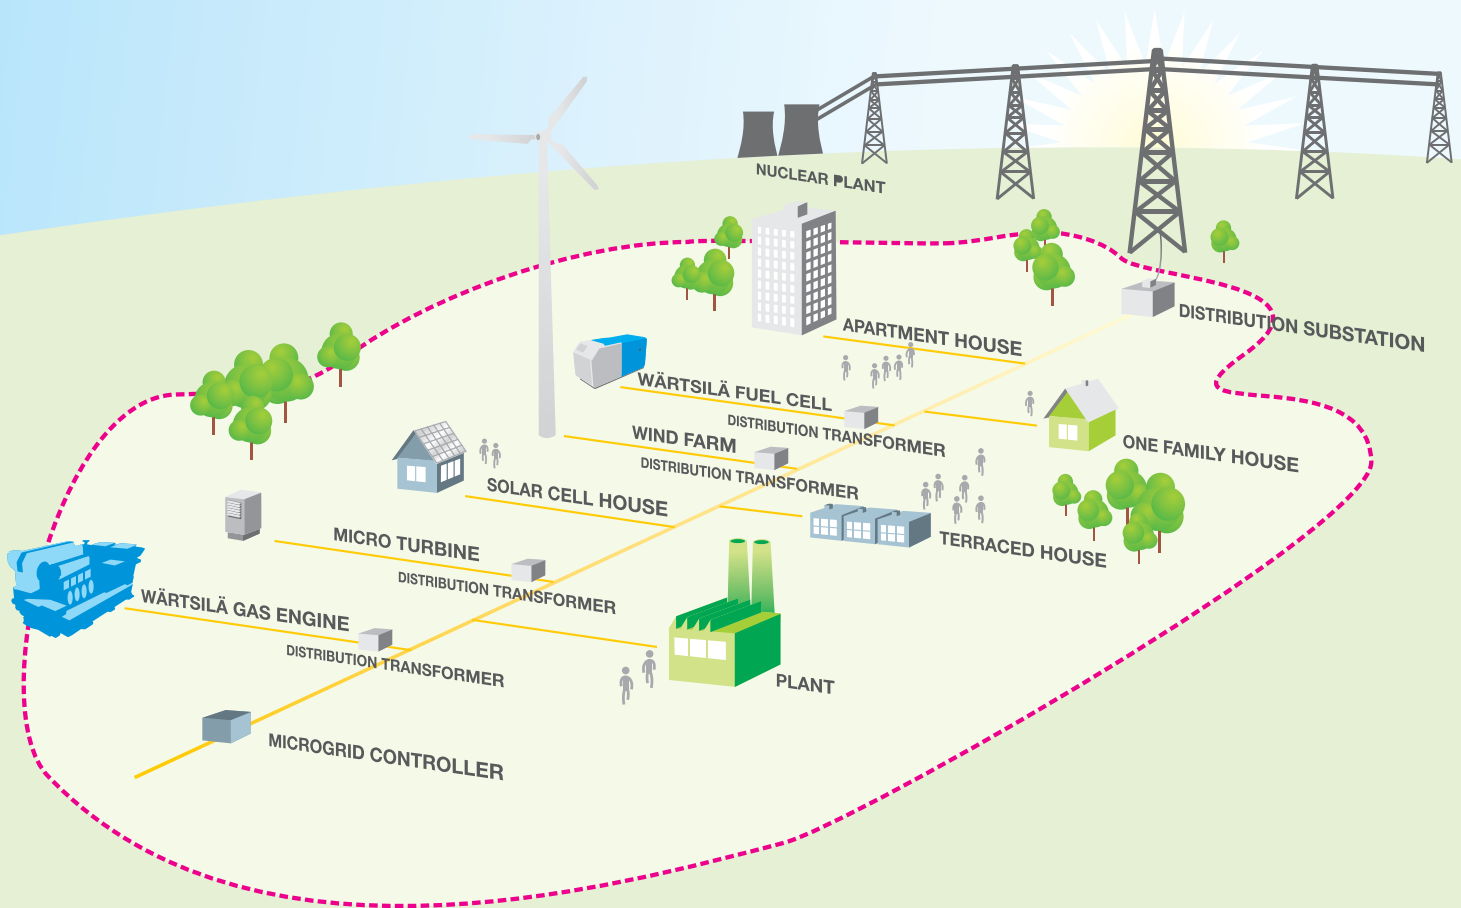 NUCLEAR PLANT
DISTRIBUTION SUBSTATION
APARTMENT HOUSE
WÄRTSILÄ FUEL CELL
DISTRIBUTION TRANSFORMER
ONE FAMILY HOUSE
WIND FARM
DISTRIBUTION TRANSFORMER
SOLAR CELL HOUSE
TERRACED HOUSE
MICRO TURBINE
DISTRIBUTION TRANSFORMER
WÄRTSILÄ GAS ENGINE
DISTRIBUTION TRANSFORMER
PLANT
MICROGRID CONTROLLER